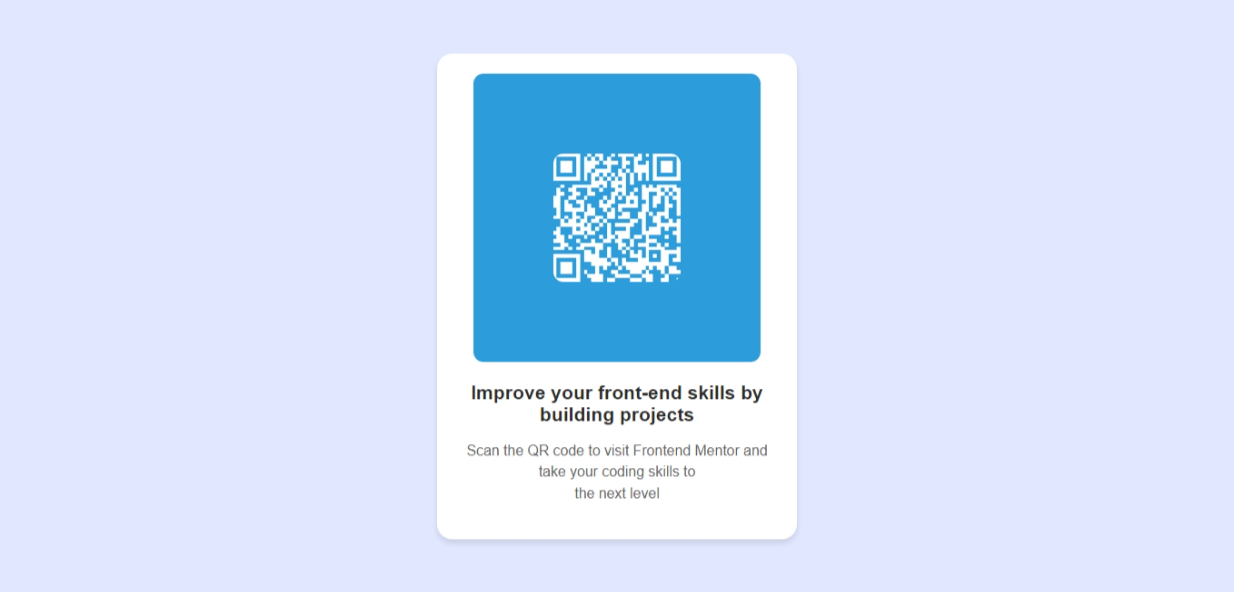 Improve your front-end skills by
building projects
Scan the QR code to visit Frontend Mentor and
take your coding skills to
the next level